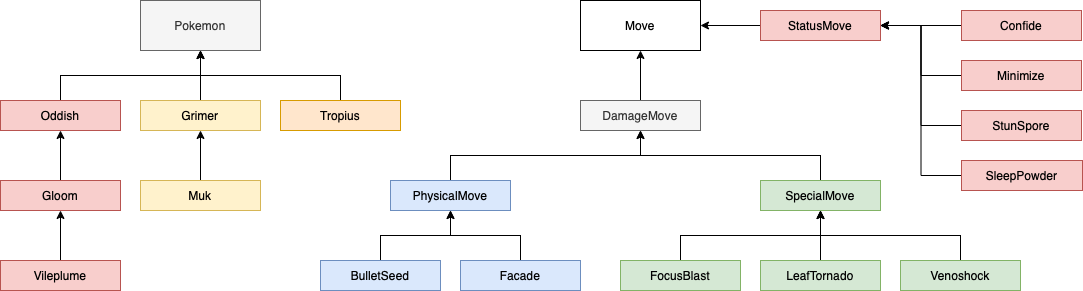 Pokemon
Move
StatusMove
Confide
Minimize
Oddish
Grimer
Tropius
DamageMove
StunSpore
SleepPowder
Gloom
Muk
PhysicalMove
SpecialMove
Vileplume
BulletSeed
Facade
FocusBlast
LeafTornado
Venoshock